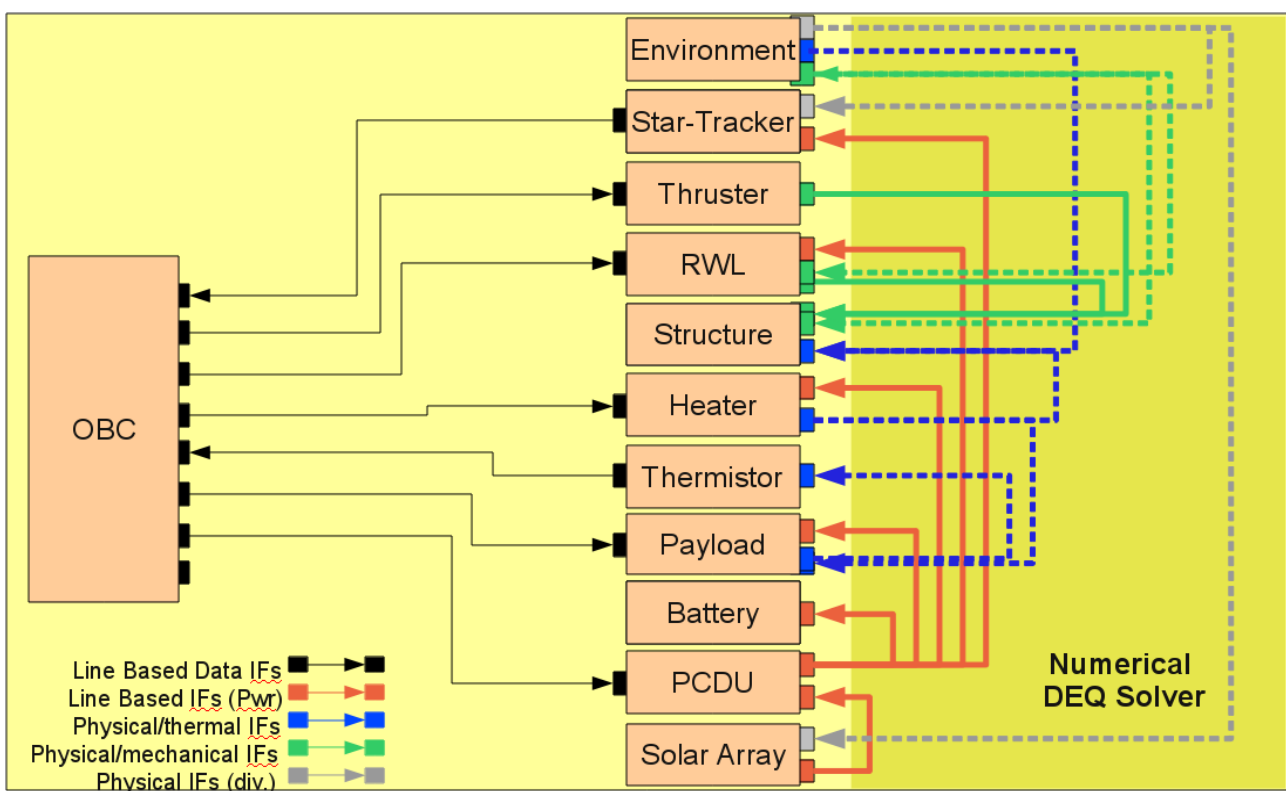 Environment
Star-Tracker
Thruster
RWL
Structure
Heater
OBC
Thermistor
Payload
Battery
PCDU
Solar Array
Numerical
DEQ Solver
Line Based Data IFs
Line Based IFs (Pwr)
Physical/thermal IFs
Physical/mechanical IFs
Physical IFs (div.)